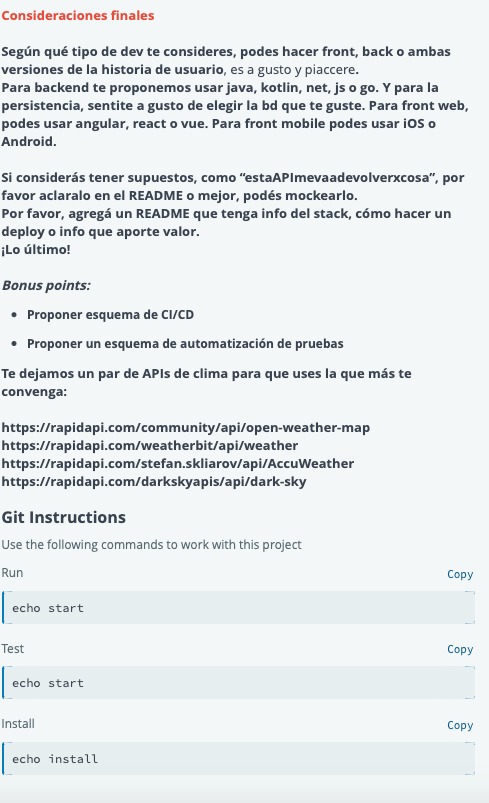 Consideraciones finales
Según qué tipo de dev te consideres, podes hacer front, back o ambas
versiones de la historia de usuario, es a gusto y piaccere.
Para backend te proponemos usar java, kotlin, net, js o go. Y para la
persistencia, sentite a gusto de elegir la bd que te guste. Para front web,
podes usar angular, react o vue. Para front mobile podes usar iOS o
Android.
Si considerás tener supuestos, como “estaAPImevaadevolverxcosa”, por
favor aclaralo en el README o mejor, podés mockearlo.
Por favor, agregá un README que tenga info del stack, cómo hacer un
deploy o info que aporte valor.
¡Lo último!
Bonus points:
• Proponer esquema de CI/CD
• Proponer un esquema de automatización de pruebas
Te dejamos un par de APIs de clima para que uses la que más te
convenga:
https://rapidapi.com/community/api/open-weather-map
https://rapidapi.com/weatherbit/api/weather
https://rapidapi.com/stefan.skliarov/api/AccuWeather
https://rapidapi.com/darkskyapis/api/dark-sky
Git Instructions
Use the following commands to work with this project
Run Copy
echo start
Test Copy
echo start
Install Copy
echo install